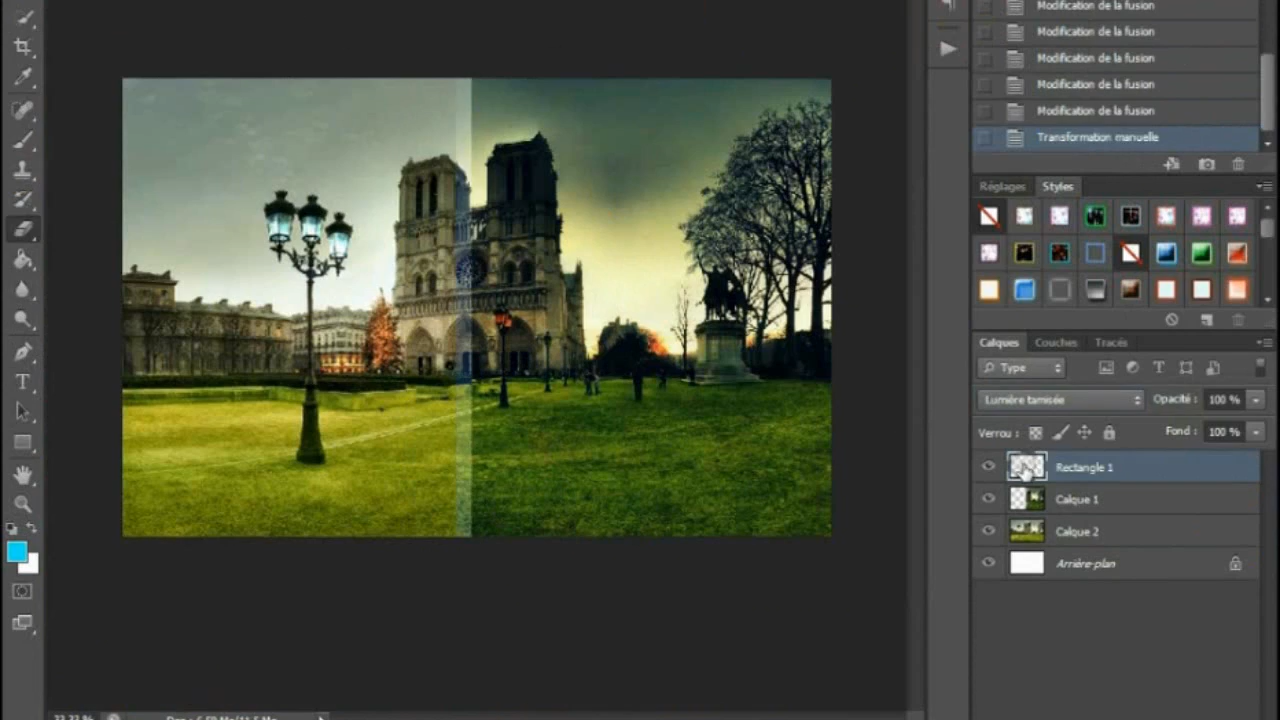 Modification de la fusion
Modification de la fusion
Modification de la fusion
Modification de la fusion
Modification de la fusion
Transformation manuelle
Réglages Styles
Calques Couches Tracés
Type
Lumière tamisée Opacité : 100 %
Verrou : Fond : 100 %
Rectangle 1
Calque 1
Calque 2
Arrière-plan